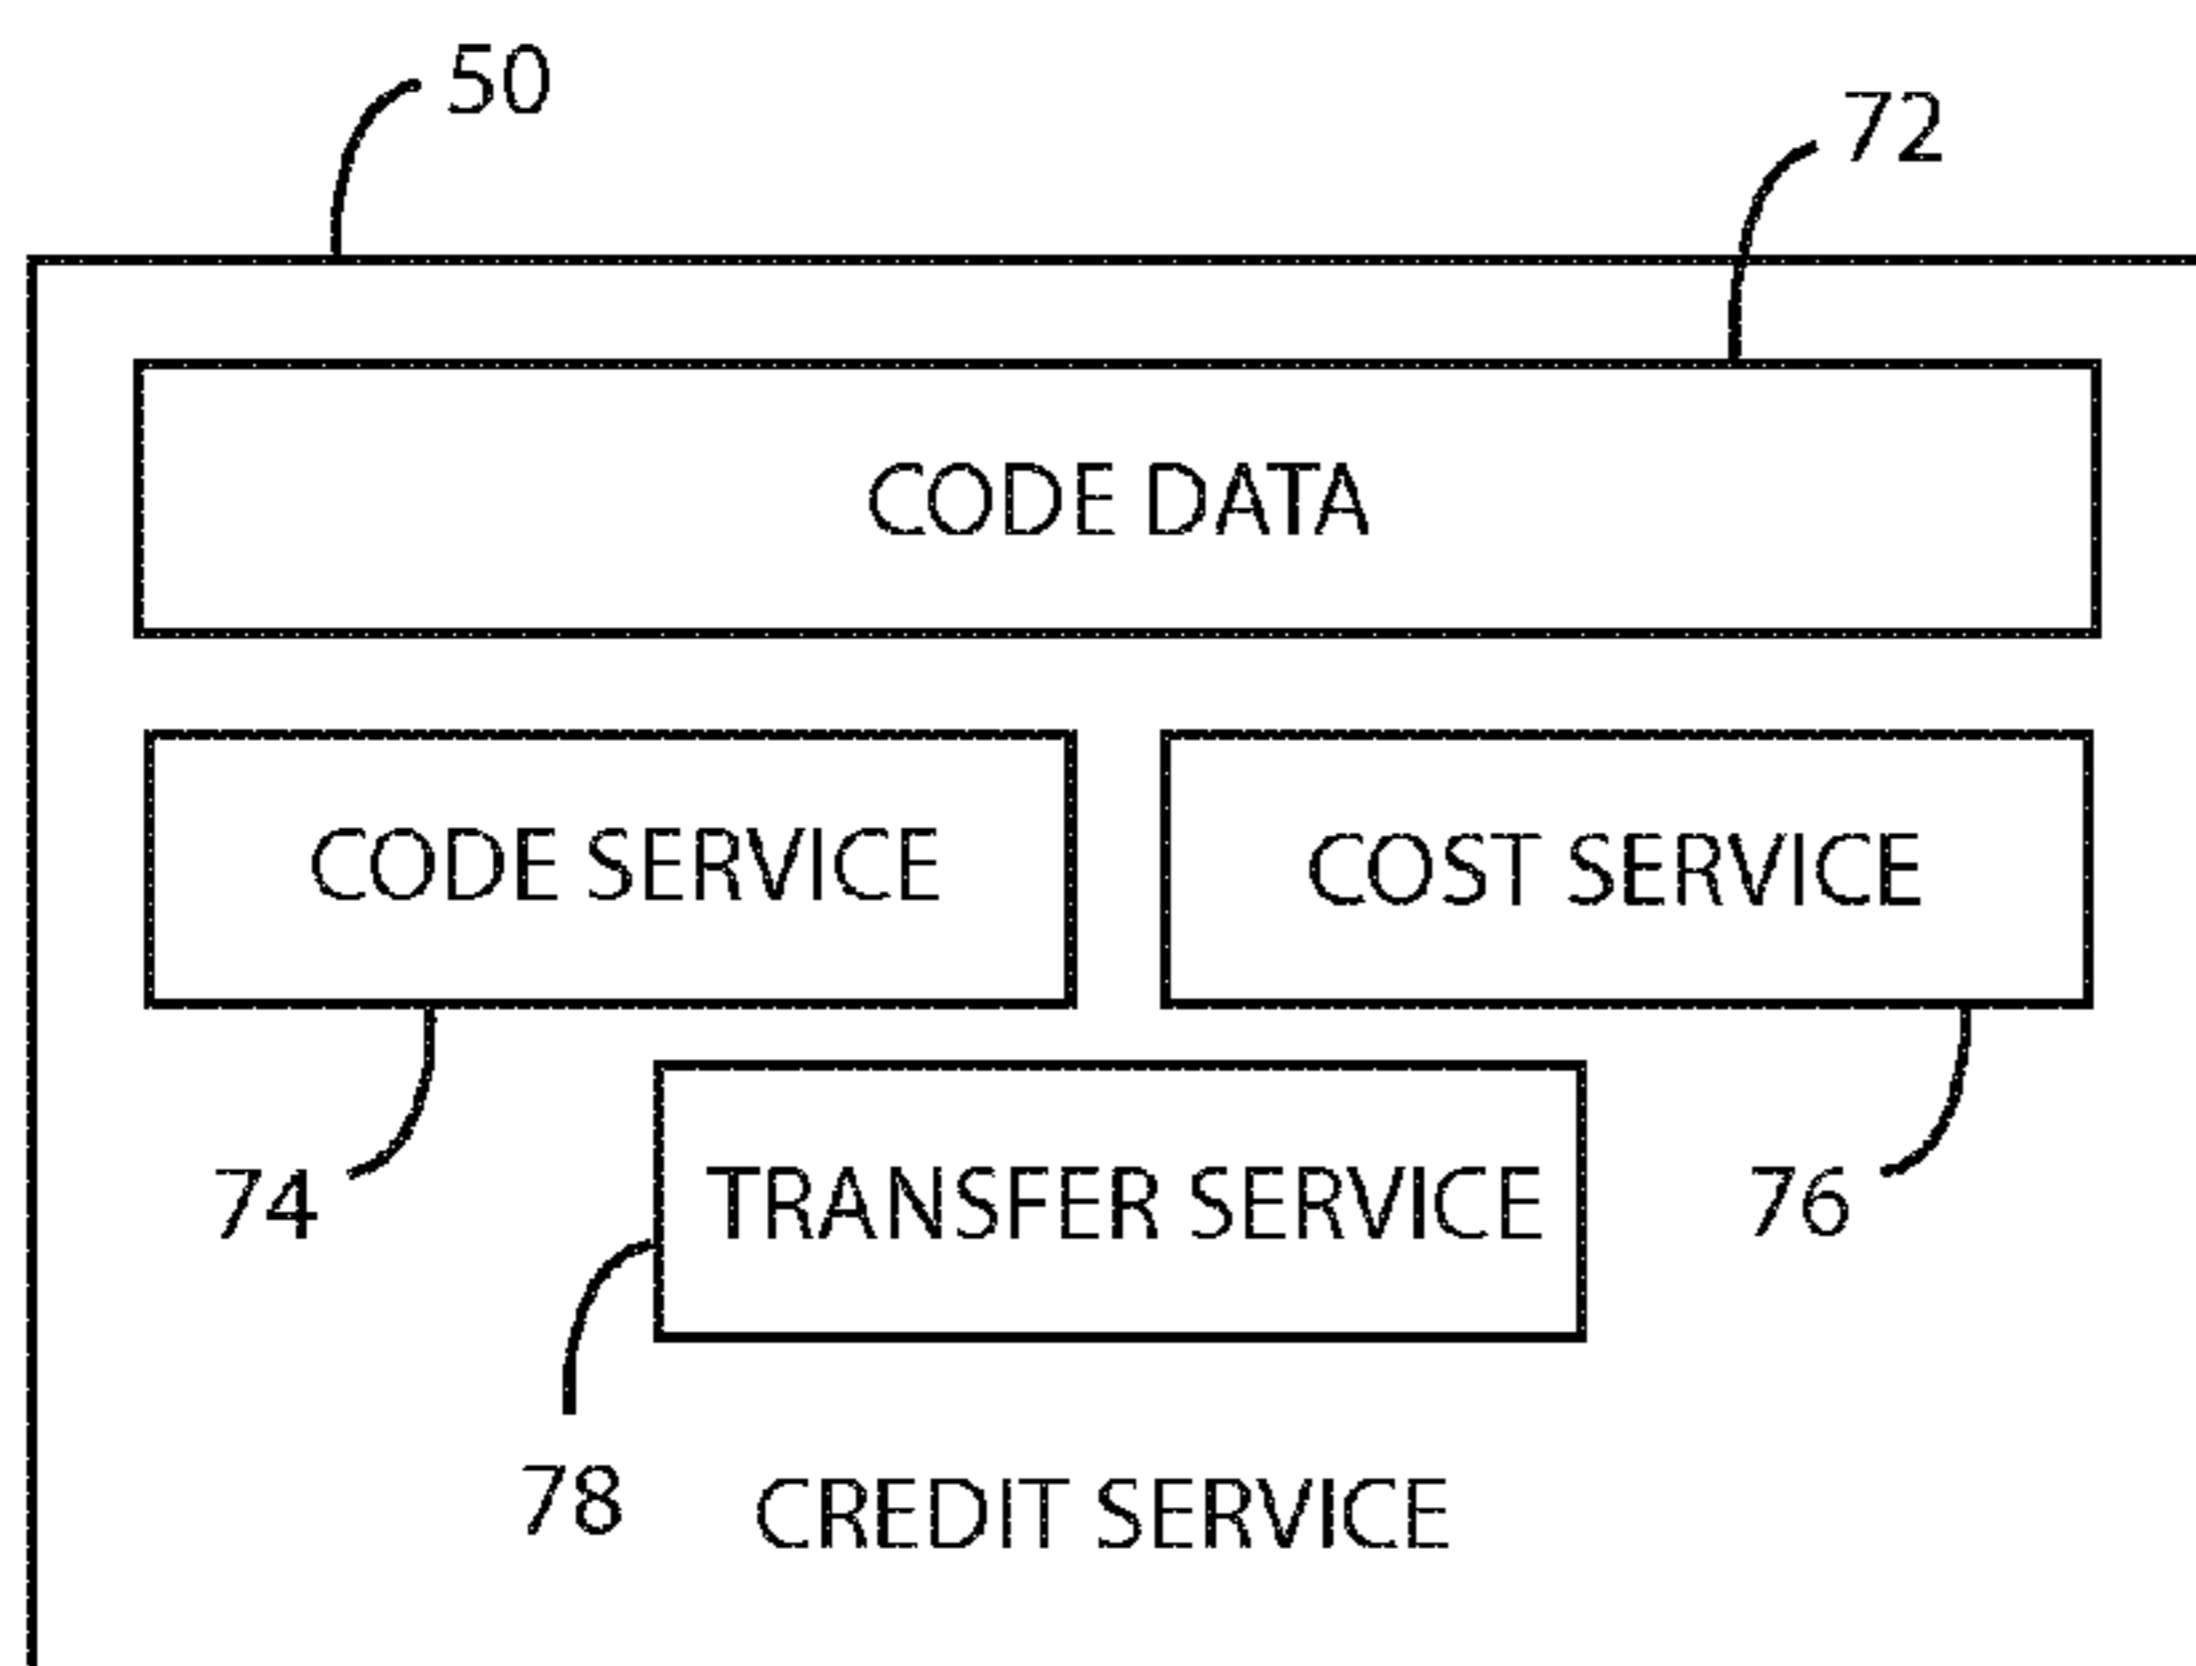 50
72
CODE DATA
CODE SERVICE
COST SERVICE
74
TRANSFER SERVICE
76
78
CREDIT SERVICE